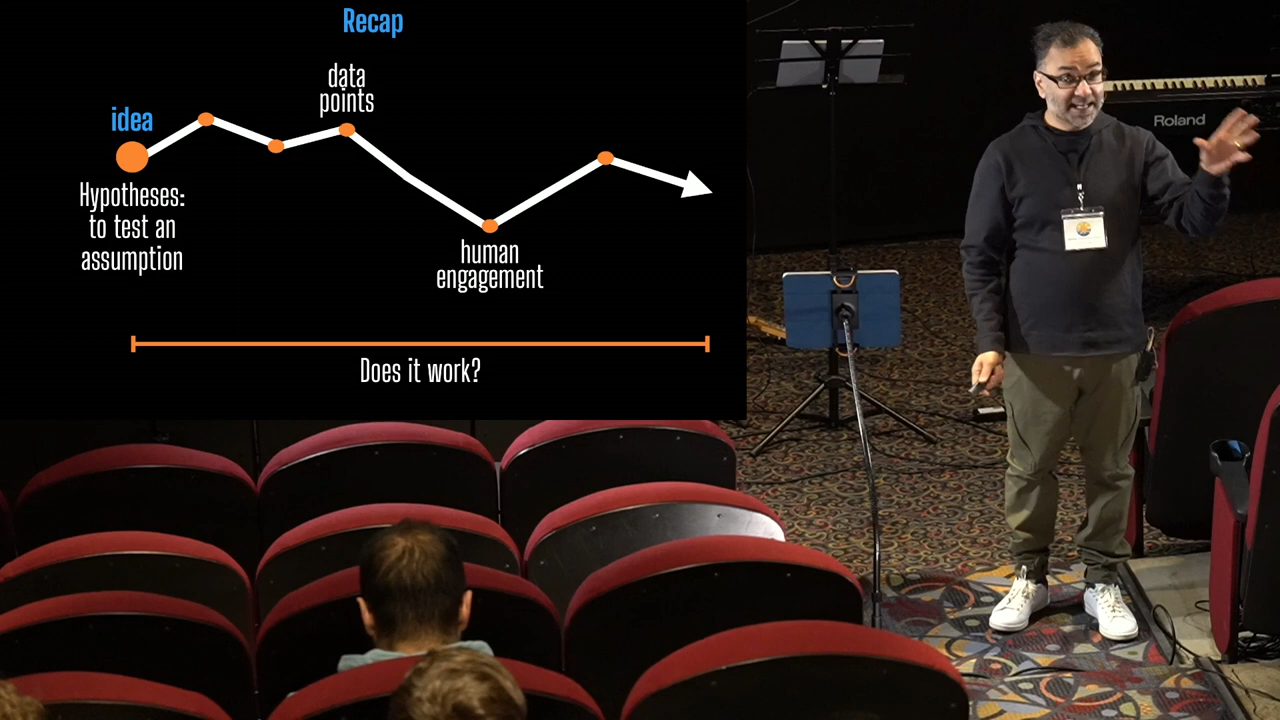 Recap
data
points
idea
Hypotheses:
to test an
assumption
human
engagement
Does it work?
Roland